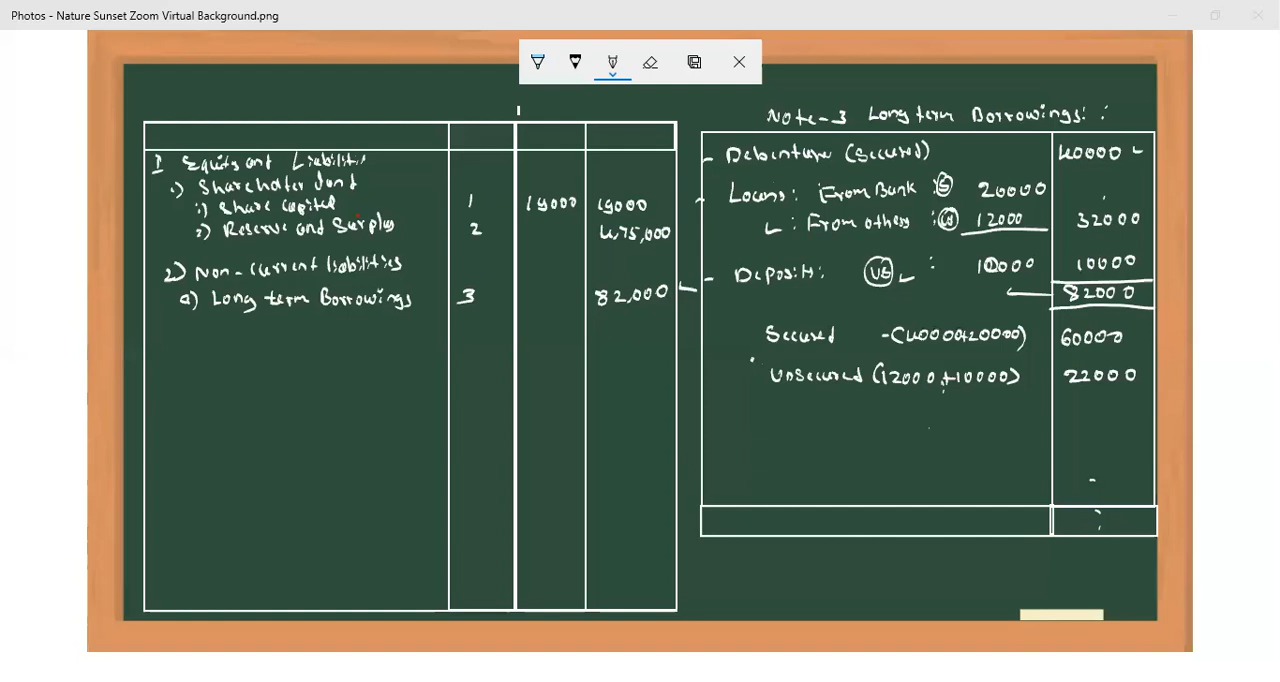 Photos - Nature Sunset Zoom Virtual Background.png
I Equity and Liabilities
1) Shareholder fund
1) Share capital 1 19000 19000
2) Reserve and Surplus 2 4,75,000
2) Non-current liabilities
a) Long term Borrowings 3 82,000
Note-3 Long term Borrowings:
- Debenture (Secured) 40000
- Loans: From Bank : S 20000
: From others : US 12000 32000
- Deposits: US : 10000 10000
82000
Secured -(40000+20000) 60000
Unsecured (12000+10000) 22000